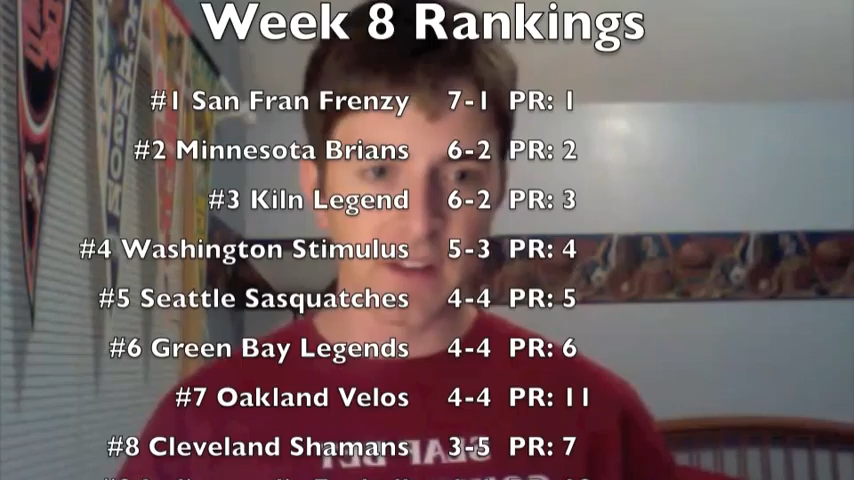 Week 8 Rankings
#1 San Fran Frenzy 7-1 PR: 1
#2 Minnesota Brians 6-2 PR: 2
#3 Kiln Legend 6-2 PR: 3
#4 Washington Stimulus 5-3 PR: 4
#5 Seattle Sasquatches 4-4 PR: 5
#6 Green Bay Legends 4-4 PR: 6
#7 Oakland Velos 4-4 PR: 11
#8 Cleveland Shamans 3-5 PR: 7